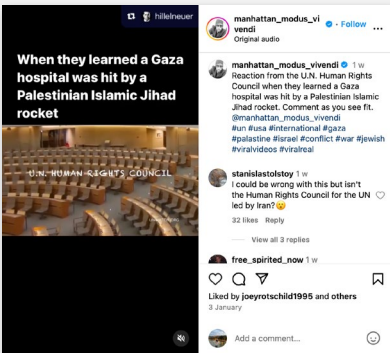 hillelneuer
When they learned a Gaza
hospital was hit by a
Palestinian Islamic Jihad
rocket
U.N. HUMAN RIGHTS COUNCIL
manhattan_modus_vi
vendi
• Follow
Original audio
manhattan_modus_vivendi 1 w
Reaction from the U.N. Human Rights
Council when they learned a Gaza
hospital was hit by a Palestinian Islamic
Jihad rocket. Comment as you see fit.
@manhattan_modus_vivendi
#un #usa #international #gaza
#palastine #israel #conflict #war #jewish
#viralvideos #viralreal
stanislastolstoy 1 w
I could be wrong with this but isn't
the Human Rights Council for the UN
led by Iran?
32 likes Reply
View all 3 replies
free_spirited_now 1 w
Liked by joeyrotschild1995 and others
3 January
Add a comment...